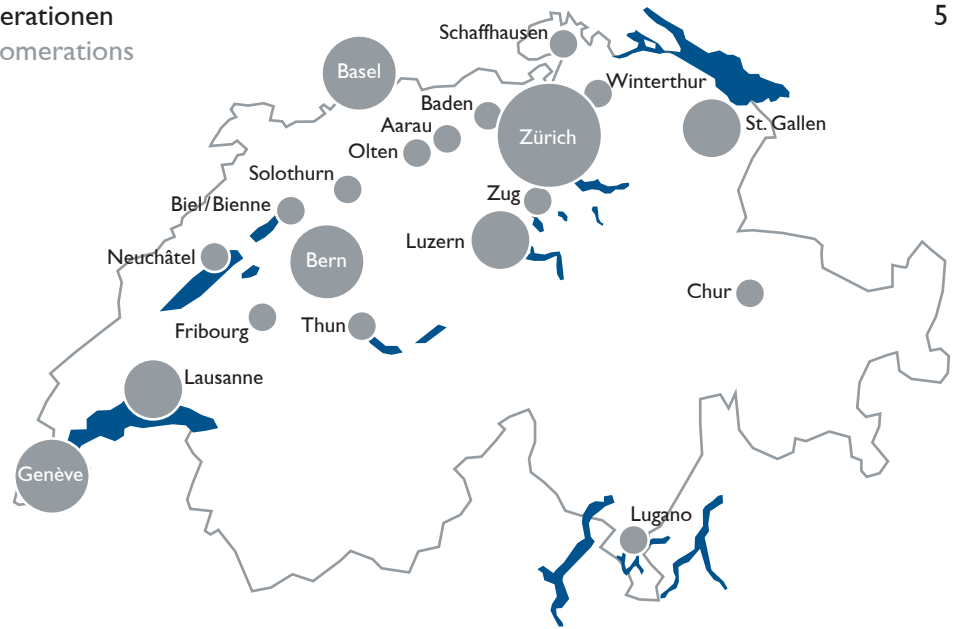 erationen
5
omerations
Schaffhausen
Basel
Winterthur
Baden
Aarau
Zürich
St. Gallen
Olten
Solothurn
Zug
Biel/Bienne
Luzern
Neuchâtel
Bern
Chur
Fribourg
Thun
Lausanne
Genève
Lugano